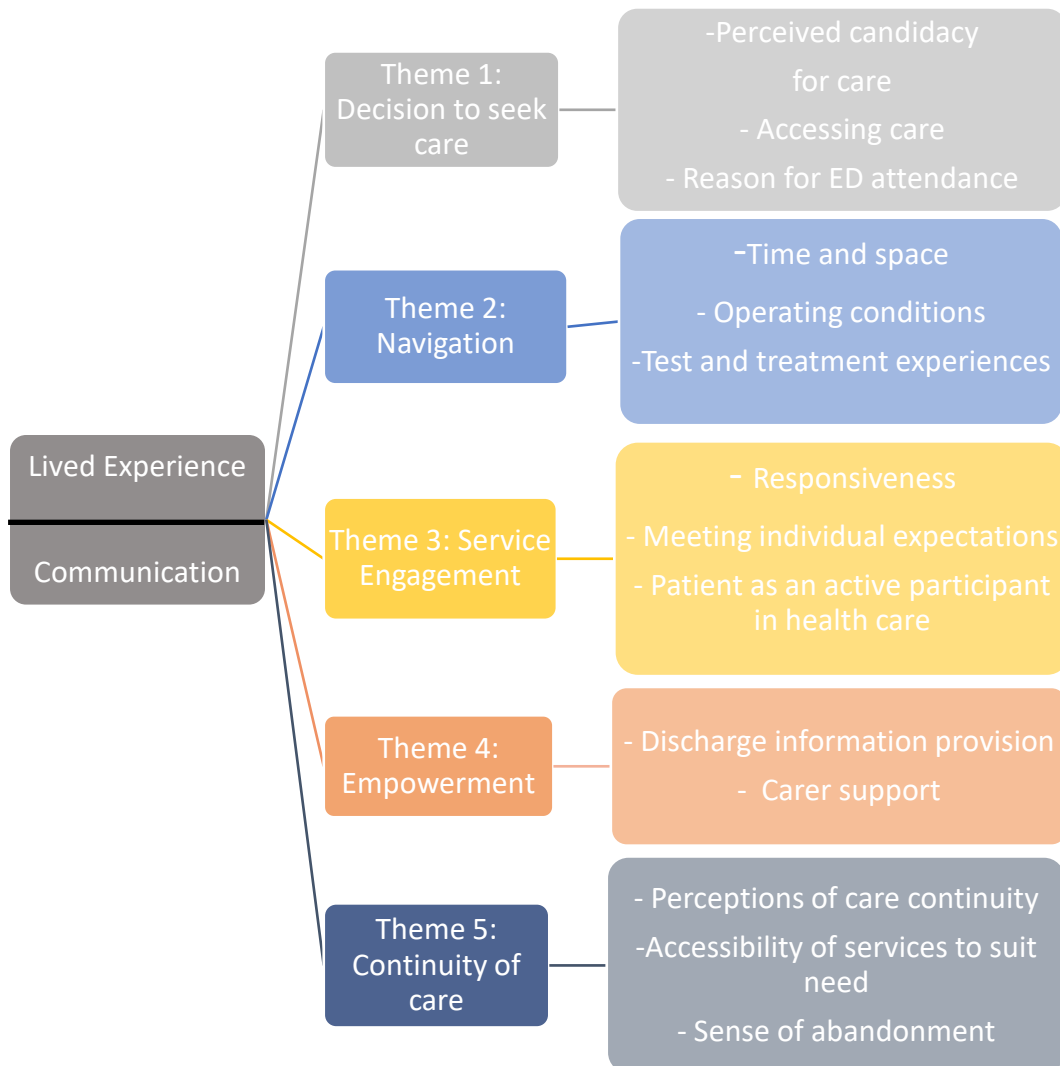 Lived Experience
Communication
Theme 1:
Decision to seek
care
-Perceived candidacy
for care
- Accessing care
- Reason for ED attendance
Theme 2:
Navigation
-Time and space
- Operating conditions
-Test and treatment experiences
Theme 3: Service
Engagement
- Responsiveness
- Meeting individual expectations
- Patient as an active participant
in health care
Theme 4:
Empowerment
- Discharge information provision
- Carer support
Theme 5:
Continuity of
care
- Perceptions of care continuity
-Accessibility of services to suit
need
- Sense of abandonment